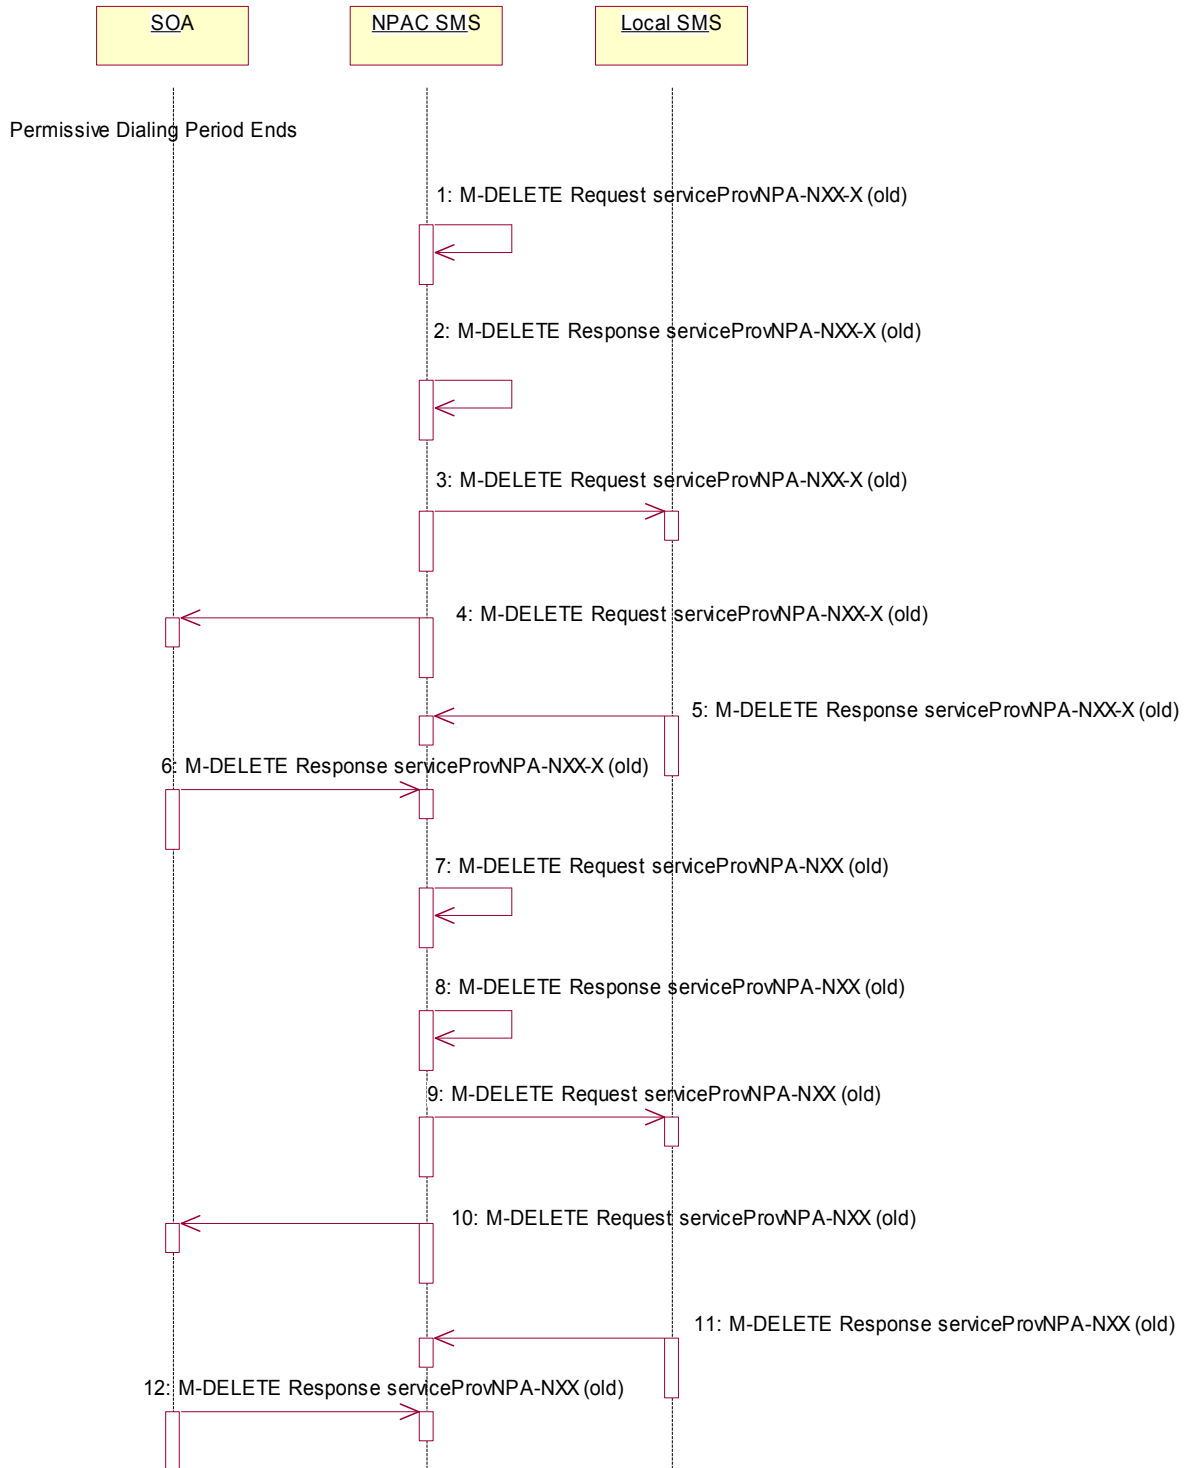 SOA
NPAC SMS
Local SMS
Permissive Dialing Period Ends
1: M-DELETE Request serviceProvNPA-NXX-X (old)
2: M-DELETE Response serviceProvNPA-NXX-X (old)
3: M-DELETE Request serviceProvNPA-NXX-X (old)
4: M-DELETE Request serviceProvNPA-NXX-X (old)
5: M-DELETE Response serviceProvNPA-NXX-X (old)
6: M-DELETE Response serviceProvNPA-NXX-X (old)
7: M-DELETE Request serviceProvNPA-NXX (old)
8: M-DELETE Response serviceProvNPA-NXX (old)
9: M-DELETE Request serviceProvNPA-NXX (old)
10: M-DELETE Request serviceProvNPA-NXX (old)
11: M-DELETE Response serviceProvNPA-NXX (old)
12: M-DELETE Response serviceProvNPA-NXX (old)